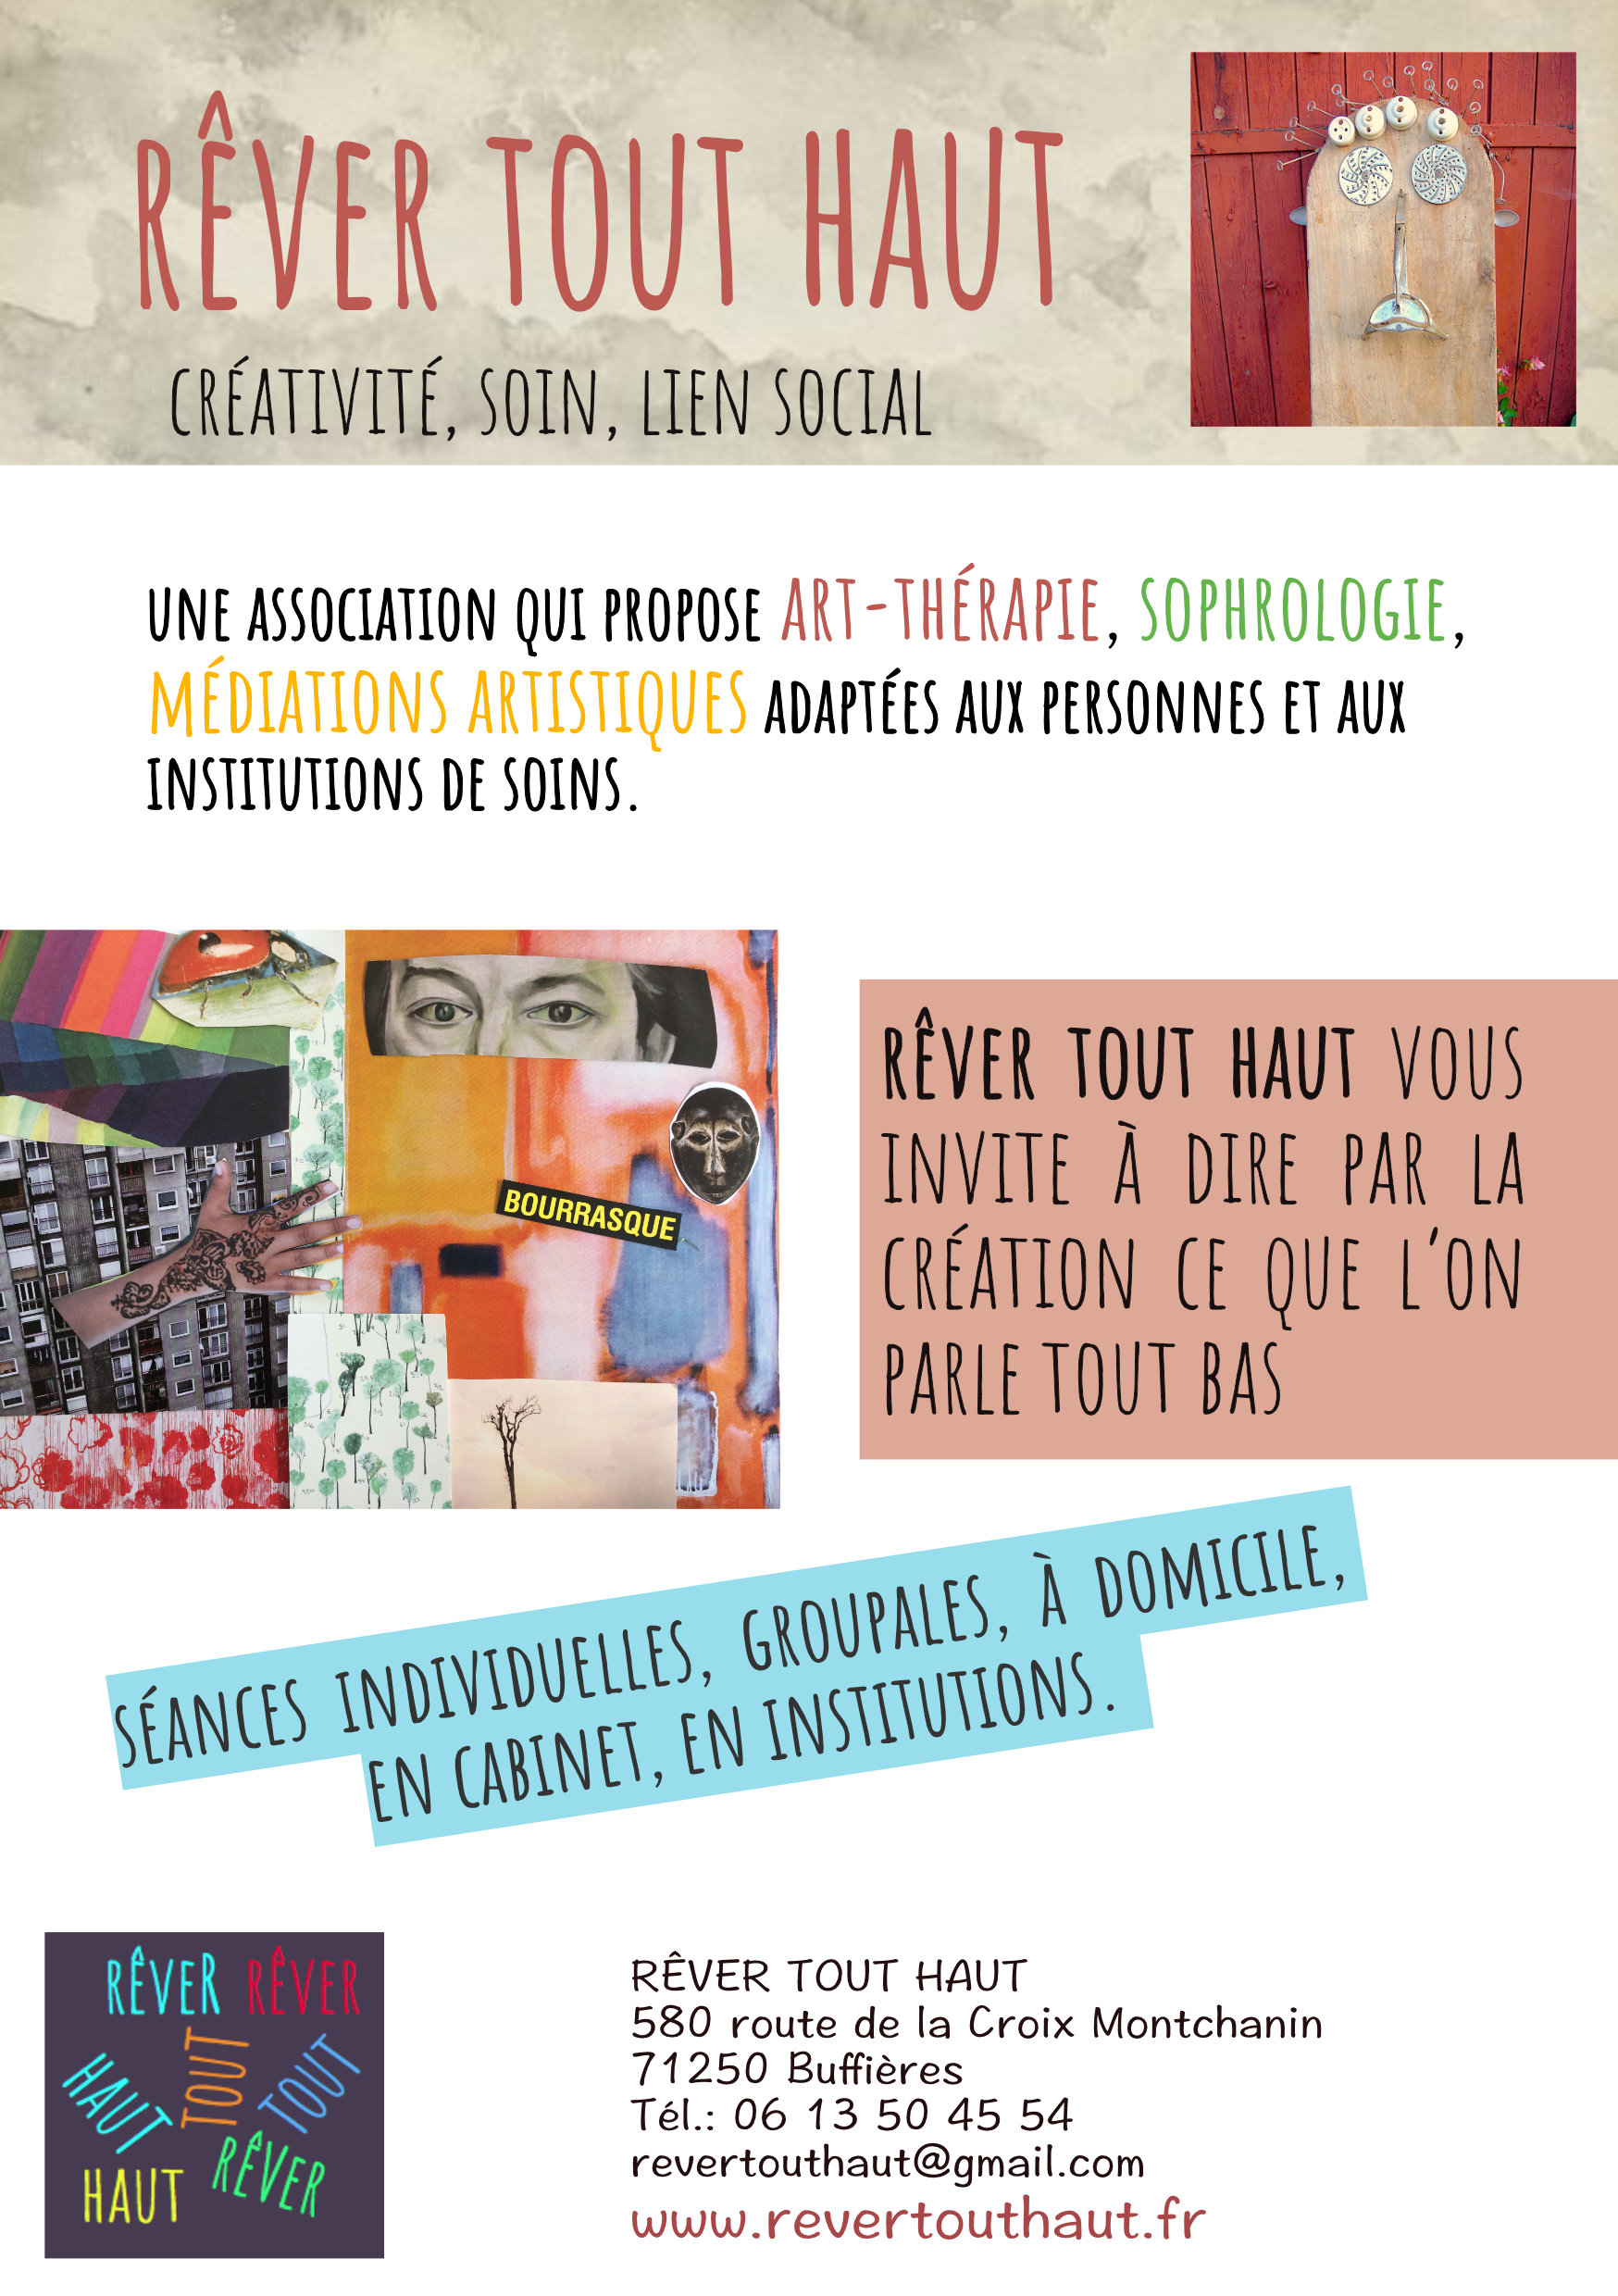 RÊVER TOUT HAUT
CRÉATIVITÉ, SOIN, LIEN SOCIAL
UNE ASSOCIATION QUI PROPOSE ART-THÉRAPIE, SOPHROLOGIE,
MÉDIATIONS ARTISTIQUES ADAPTÉES AUX PERSONNES ET AUX
INSTITUTIONS DE SOINS.
BOURRASQUE
RÊVER TOUT HAUT VOUS
INVITE À DIRE PAR LA
CRÉATION CE QUE L'ON
PARLE TOUT BAS
SÉANCES INDIVIDUELLES, GROUPALES, À DOMICILE,
EN CABINET, EN INSTITUTIONS.
RÊVER RÊVER
HAUT TOUT TOUT
HAUT RÊVER
RÊVER TOUT HAUT
580 route de la Croix Montchanin
71250 Buffières
Tél.: 06 13 50 45 54
revertouthaut@gmail.com
www.revertouthaut.fr